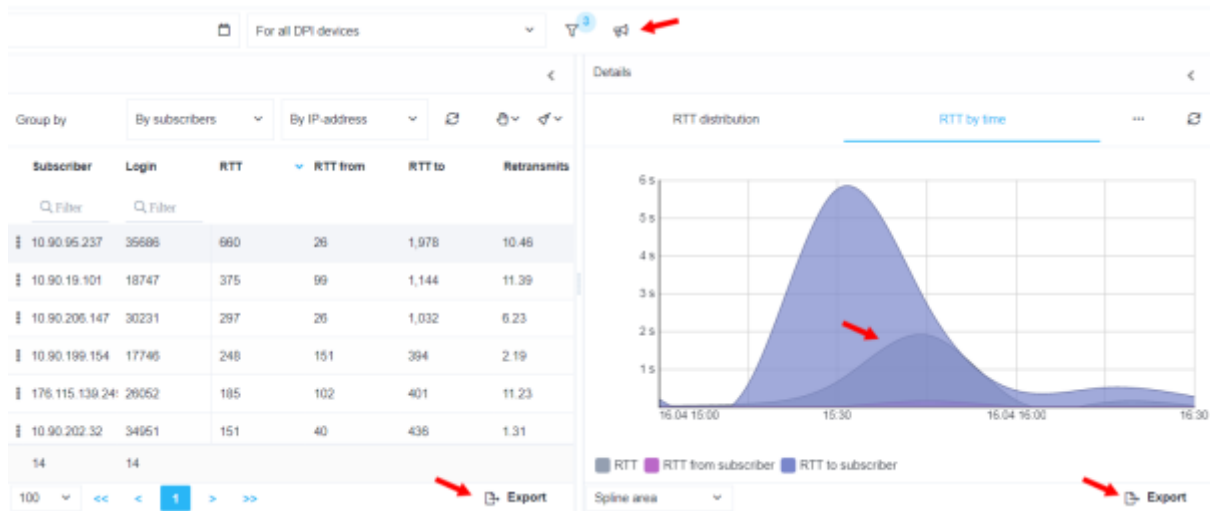 For all DPI devices 3
Details
Group by By subscribers By IP-address
RTT distribution RTT by time ...
Subscriber Login RTT RTT from RTT to Retransmits
Filter Filter
10.90.95.237 35686 660 26 1,978 10.46
10.90.19.101 18747 375 99 1,144 11.39
10.90.206.147 30231 297 26 1,032 6.23
10.90.199.154 17746 248 151 394 2.19
176.115.139.24 26052 185 102 401 11.23
10.90.202.32 34951 151 40 436 1.31
14 14
100 << < 1 > >> Export
6 s
5 s
4 s
3 s
2 s
1 s
16.04 15:00 15:30 16.04 16:00 16:30
RTT RTT from subscriber RTT to subscriber
Spline area Export